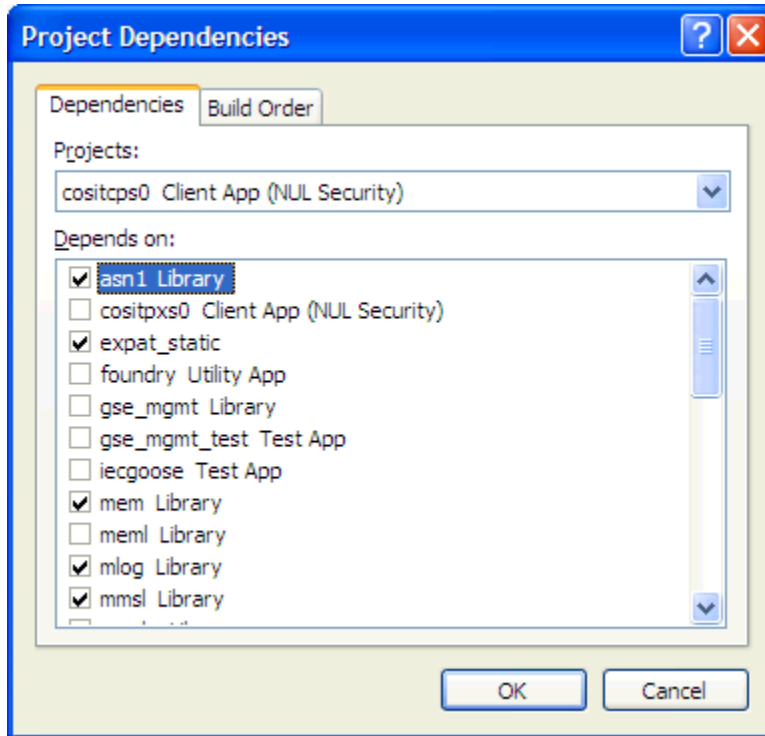 Project Dependencies
Dependencies
Build Order
Projects:
cositcps0 Client App (NUL Security)
Depends on:
asn1 Library
cositpxs0 Client App (NUL Security)
expat_static
foundry Utility App
gse_mgmt Library
gse_mgmt_test Test App
iecgoose Test App
mem Library
meml Library
mlog Library
mmsl Library
OK
Cancel